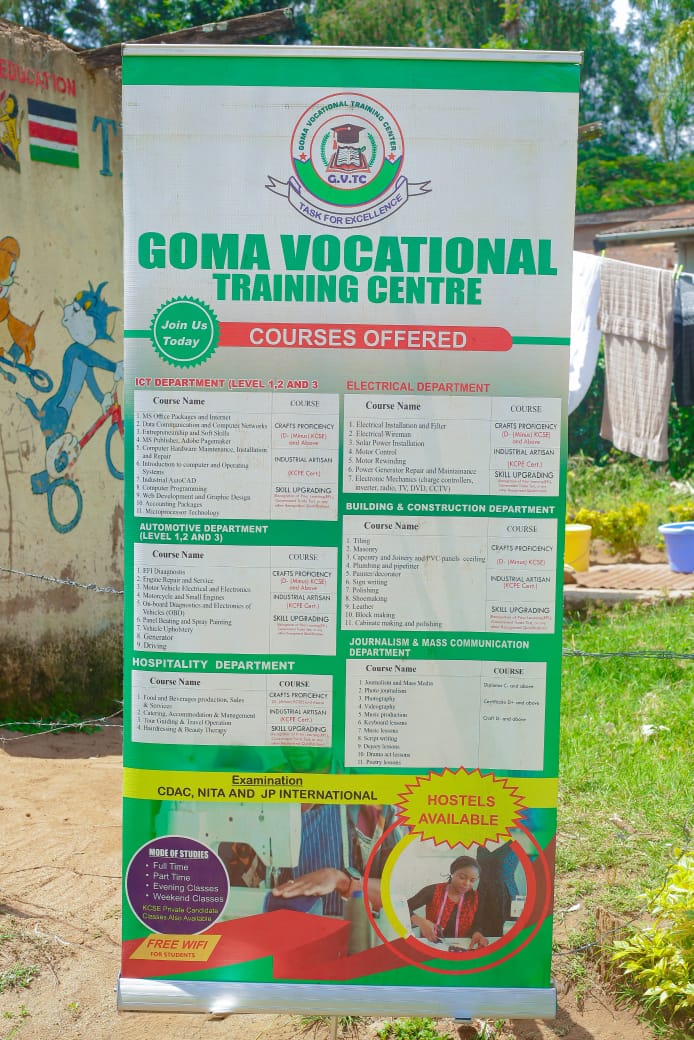 EDUCATION
T
GOMA VOCATIONAL TRAINING CENTER
G.V.TC
TASK FOR EXCELLENCE
GOMA VOCATIONAL
TRAINING CENTRE
Join Us
Today
COURSES OFFERED
ICT DEPARTMENT (LEVEL 1,2 AND 3
Course Name
COURSE
1. MS Office Packages and Internet
2. Data Communication and Computer Networks
3. Entrepreneurship and Soft Skills
4. MS Publisher, Adobe Pagemaker
5. Computer Hardware Maintenance, Installation
and Repair
6. Introduction to computer and Operating
Systems
7. Industrial AutoCAD
8. Computer Programming
9. Web Development and Graphic Design
10. Accounting Packages
11. Microprocessor Technology
CRAFTS PROFICIENCY
(D- (Minus) KCSE)
and Above
INDUSTRIAL ARTISAN
(KCPE Cert.)
SKILL UPGRADING
AUTOMOTIVE DEPARTMENT
(LEVEL 1,2 AND 3)
Course Name
COURSE
1. EFI Diaagnostis
2. Engine Repair and Service
3. Motor Vehicle Electrical and Electronics
4. Motorcycle and Small Engines
5. On-board Diagnostics and Electronics of
Vehicles (OBD)
6. Panel Beating and Spray Painting
7. Vehicle Upholstery
8. Generator
9. Driving
CRAFTS PROFICIENCY
(D- (Minus) KCSE)
and Above
INDUSTRIAL ARTISAN
(KCPE Cert.)
SKILL UPGRADING
HOSPITALITY DEPARTMENT
Course Name
COURSE
1. Food and Beverages production, Sales
& Services
2. Catering, Accommodation & Management
3. Tour Guiding & Travel Operation
4. Hairdressing & Beauty Therapy
CRAFTS PROFICIENCY
INDUSTRIAL ARTISAN
(KCPE Cert.)
SKILL UPGRADING
ELECTRICAL DEPARTMENT
Course Name
COURSE
1. Electrical Installation and Fitter
2. Electrical Wireman
3. Solar Power Installation
4. Motor Control
5. Motor Rewinding
6. Power Generator Repair and Maintainance
7. Electronic Mechanics (charge controllers,
inverter, radio, TV, DVD, CCTV)
CRAFTS PROFICIENCY
(D- (Minus) KCSE)
and Above
INDUSTRIAL ARTISAN
(KCPE Cert.)
SKILL UPGRADING
BUILDING & CONSTRUCTION DEPARTMENT
Course Name
COURSE
1. Tiling
2. Masonry
3. Capentry and Joinery and PVC panels ceciling
4. Plumbing and pipefitter
5. Painter/decorator
6. Sign writing
7. Polishing
8. Shoemaking
9. Leather
10. Block making
11. Cabinate making and polishing
CRAFTS PROFICIENCY
(D- (Minus) KCSE)
INDUSTRIAL ARTISAN
(KCPE Cert.)
SKILL UPGRADING
JOURNALISM & MASS COMMUNICATION
DEPARTMENT
Course Name
COURSE
1. Journalism and Mass Media
2. Photo journalism
3. Photography
4. Videography
5. Music production
6. Keyboard lessons
7. Music lessons
8. Script writing
9. Deejey lessons
10. Drama act lessons
11. Poetry lessons
Diploma C- and above
Certificate D+ and above
Craft D- and above
Examination
CDAC, NITA AND JP INTERNATIONAL
HOSTELS
AVAILABLE
MODE OF STUDIES
• Full Time
• Part Time
• Evening Classes
• Weekend Classes
KCSE Private Candidate
Classes Also Available
FREE WIFI
FOR STUDENTS